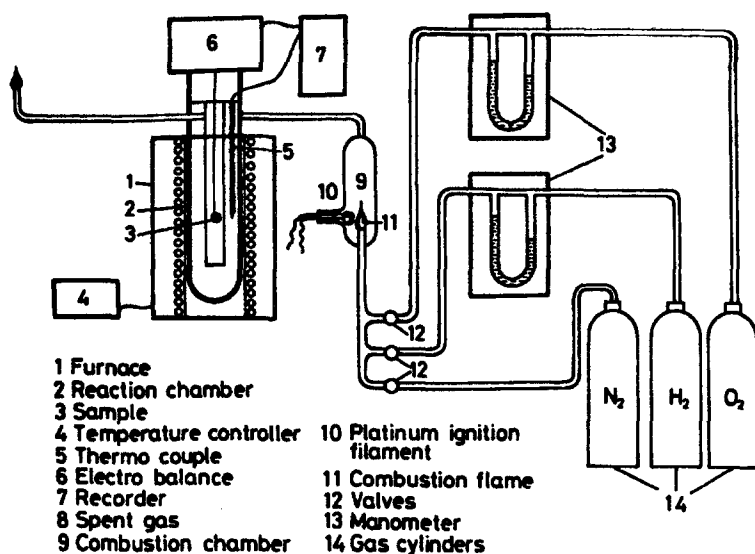 6
7
13
5
1
2
3
4
10
9
11
12
12
N2
H2
O2
14
1 Furnace
2 Reaction chamber
3 Sample
4 Temperature controller
5 Thermo couple
6 Electro balance
7 Recorder
8 Spent gas
9 Combustion chamber
10 Platinum ignition
filament
11 Combustion flame
12 Valves
13 Manometer
14 Gas cylinders